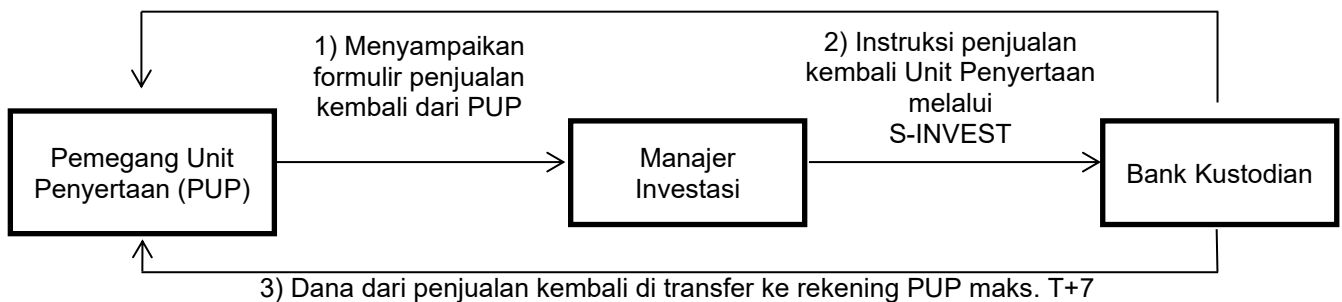 1) Menyampaikan
formulir penjualan
kembali dari PUP
2) Instruksi penjualan
kembali Unit Penyertaan
melalui
S-INVEST
Pemegang Unit
Penyertaan (PUP)
Manajer
Investasi
Bank Kustodian
3) Dana dari penjualan kembali di transfer ke rekening PUP maks. T+7